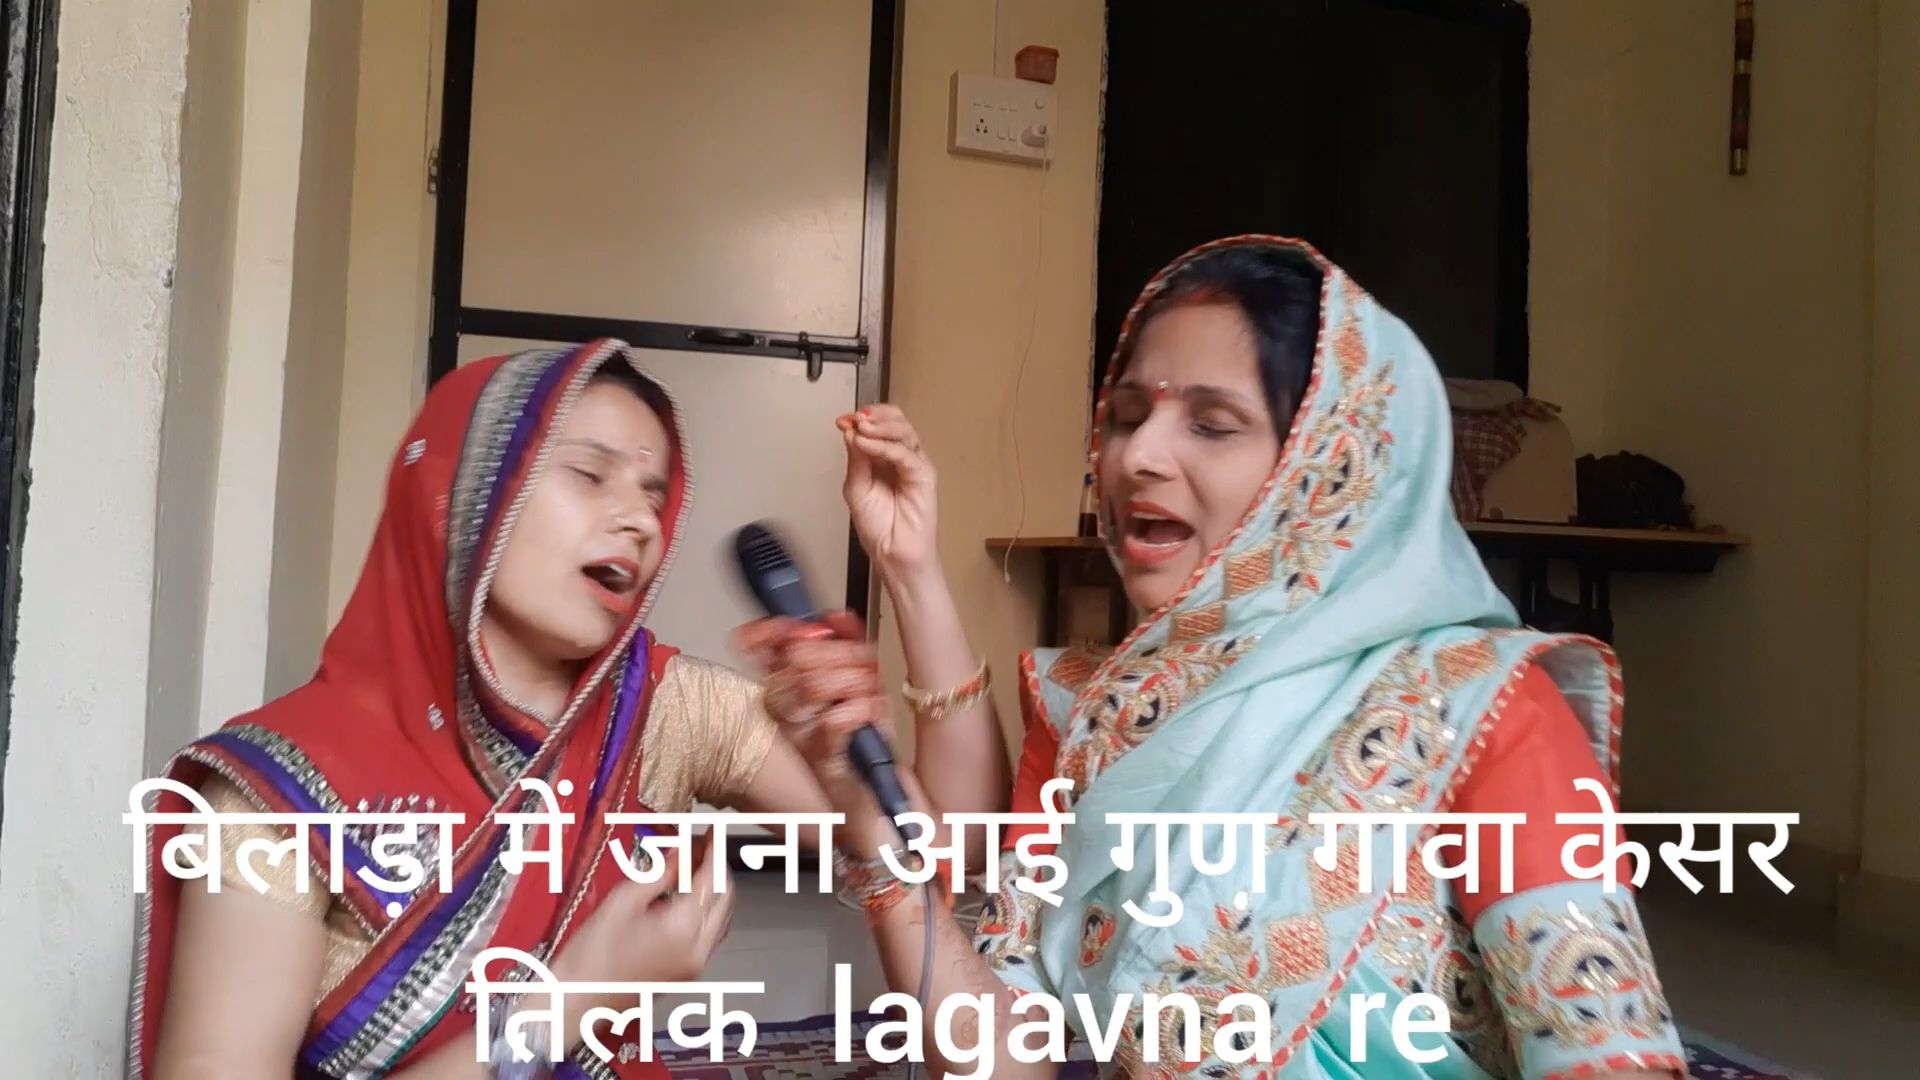 बिलाड़ा में जाना आई गुण़ गावा के़सर
ति़लक lagavna re